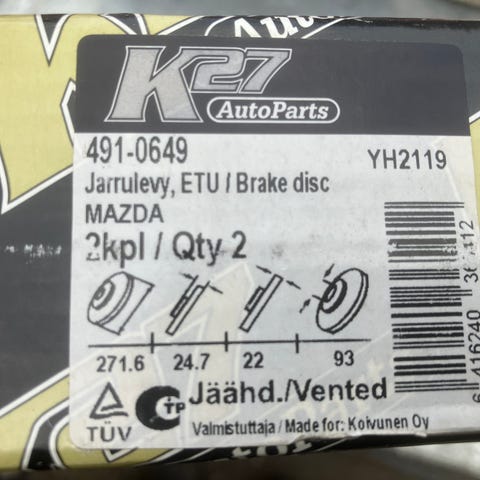 K27
AutoParts
491-0649
YH2119
Jarrulevy, ETU / Brake disc
MAZDA
2kpl / Qty 2
271.6
24.7
22
93
TÜV
TP
Jäähd./Vented
Valmistuttaja / Made for: Koivunen Oy